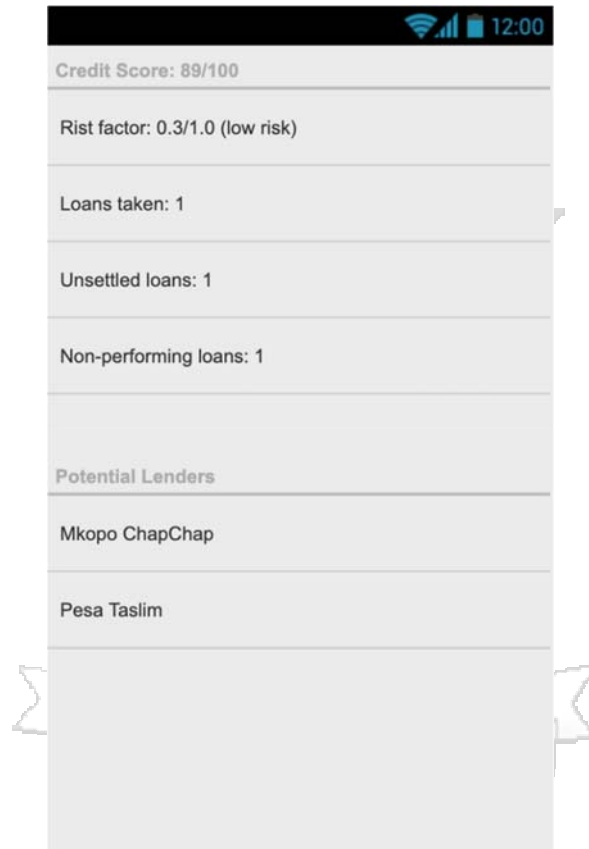 12:00
Credit Score: 89/100
Rist factor: 0.3/1.0 (low risk)
Loans taken: 1
Unsettled loans: 1
Non-performing loans: 1
Potential Lenders
Mkopo ChapChap
Pesa Taslim